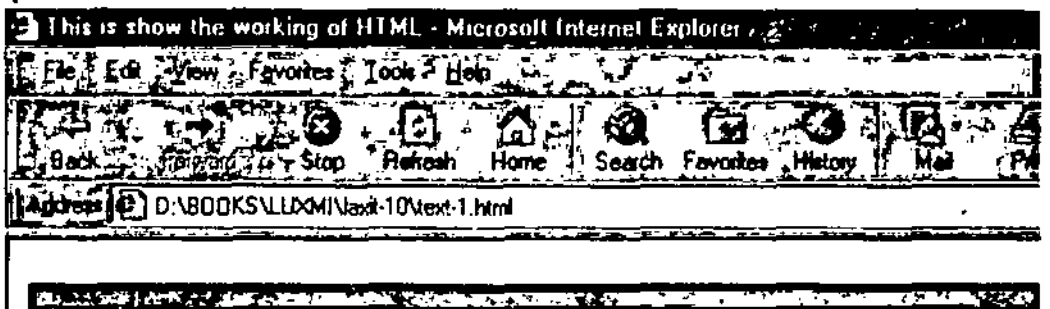 This is show the working of HTML - Microsoft Internet Explorer
File Edit View Favorites Tools Help
Back Forward Stop Refresh Home Search Favorites History Mail
Address D:\BOOKS\LUXMI\laxit-10\text-1.html